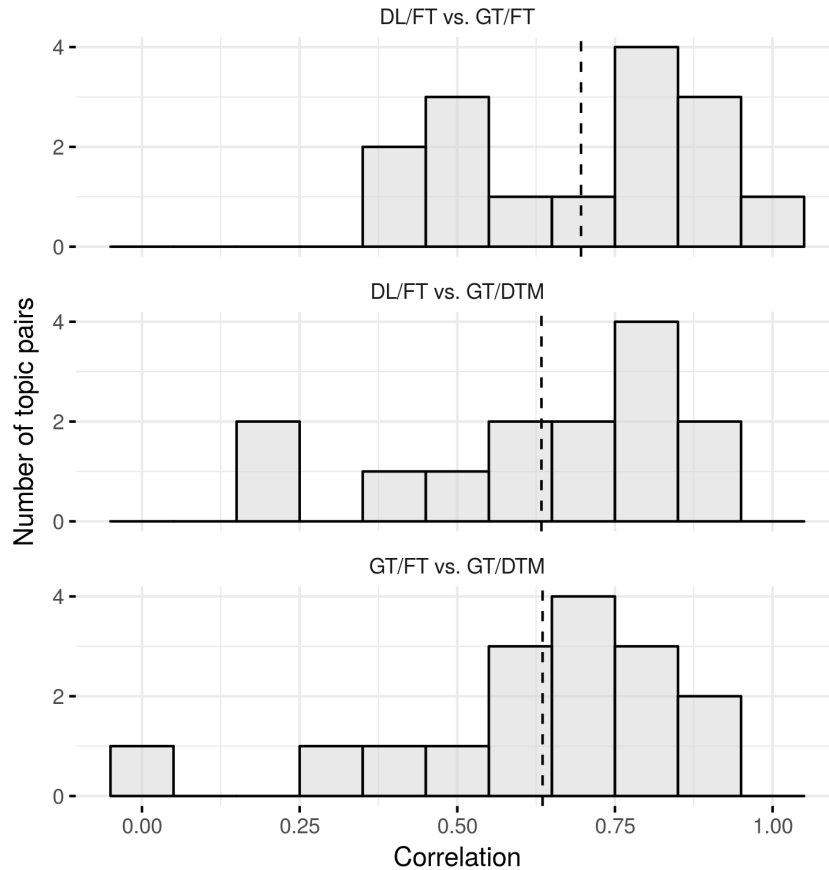 DL/FT vs. GT/FT
4
2
0
DL/FT vs. GT/DTM
4
2
0
GT/FT vs. GT/DTM
4
2
0
0.00 0.25 0.50 0.75 1.00
Correlation
Number of topic pairs